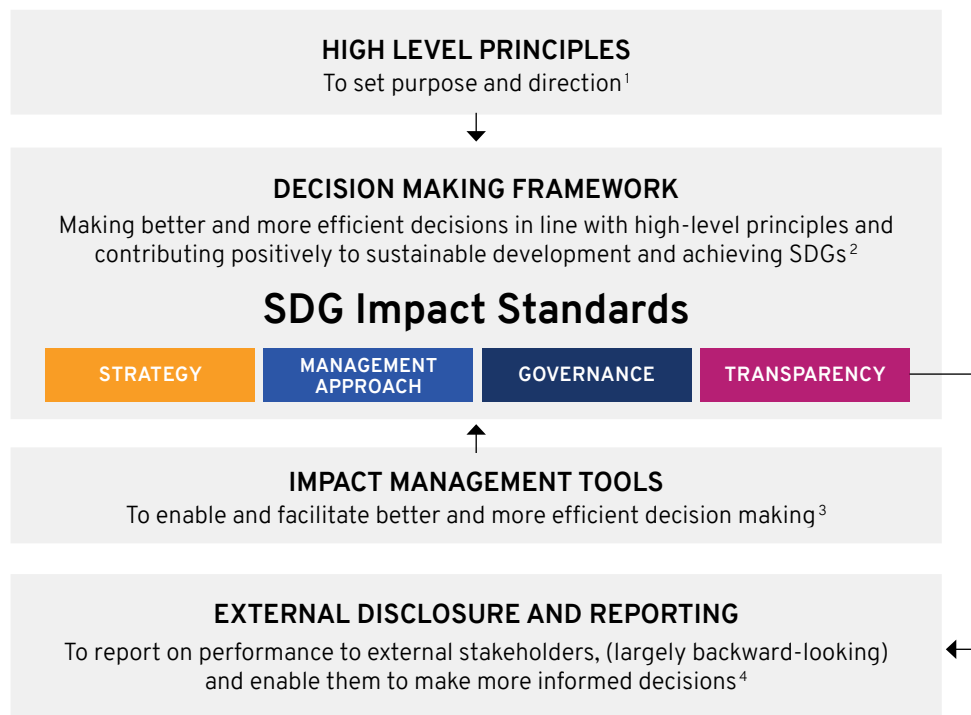 HIGH LEVEL PRINCIPLES
To set purpose and direction¹
DECISION MAKING FRAMEWORK
Making better and more efficient decisions in line with high-level principles and
contributing positively to sustainable development and achieving SDGs²
SDG Impact Standards
STRATEGY
MANAGEMENT
APPROACH
GOVERNANCE
TRANSPARENCY
IMPACT MANAGEMENT TOOLS
To enable and facilitate better and more efficient decision making³
EXTERNAL DISCLOSURE AND REPORTING
To report on performance to external stakeholders, (largely backward-looking)
and enable them to make more informed decisions⁴